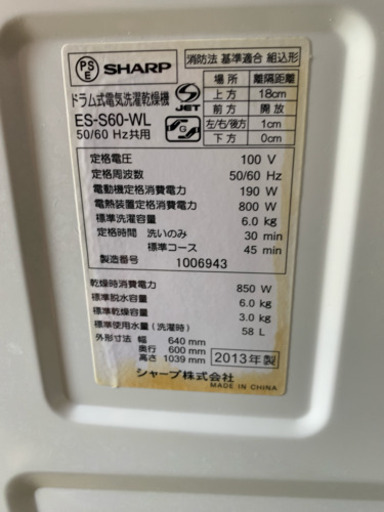 PS E SHARP
ドラム式電気洗濯乾燥機
ES-S60-WL
50/60 Hz共用
S JET
G
消防法 基準適合 組込形
場所 離隔距離
上方 18cm
前方 開放
左/右/後方 1cm
下方 0cm
定格電圧 100 V
定格周波数 50/60 Hz
電動機定格消費電力 190 W
電熱装置定格消費電力 800 W
標準洗濯容量 6.0kg
定格時間 洗いのみ 30 min
標準コース 45 min
製造番号 1006943
乾燥時消費電力 850 W
標準脱水容量 6.0kg
標準乾燥容量 3.0kg
標準使用水量(洗濯時) 58 L
外形寸法 幅 640 mm
奥行 600 mm
高さ 1039 mm
2013年製
シャープ株式会社
MADE IN CHINA